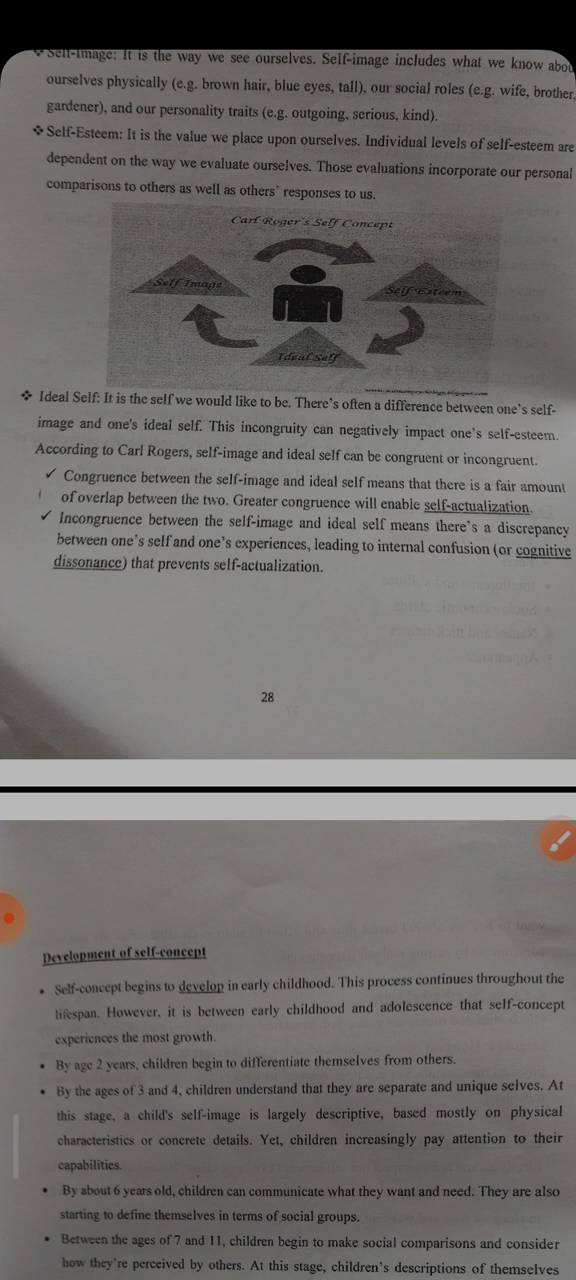 ❖ Self-Image: It is the way we see ourselves. Self-image includes what we know abou
ourselves physically (e.g. brown hair, blue eyes, tall), our social roles (e.g. wife, brother,
gardener), and our personality traits (e.g. outgoing, serious, kind).
❖ Self-Esteem: It is the value we place upon ourselves. Individual levels of self-esteem are
dependent on the way we evaluate ourselves. Those evaluations incorporate our personal
comparisons to others as well as others' responses to us.
Carl Roger's Self Concept
Self Image
Self Esteem
Ideal Self
❖ Ideal Self: It is the self we would like to be. There's often a difference between one's self-
image and one's ideal self. This incongruity can negatively impact one's self-esteem.
According to Carl Rogers, self-image and ideal self can be congruent or incongruent.
✓ Congruence between the self-image and ideal self means that there is a fair amount
of overlap between the two. Greater congruence will enable self-actualization.
✓ Incongruence between the self-image and ideal self means there's a discrepancy
between one's self and one's experiences, leading to internal confusion (or cognitive
dissonance) that prevents self-actualization.
28
Development of self-concept
• Self-concept begins to develop in early childhood. This process continues throughout the
lifespan. However, it is between early childhood and adolescence that self-concept
experiences the most growth.
• By age 2 years, children begin to differentiate themselves from others.
• By the ages of 3 and 4, children understand that they are separate and unique selves. At
this stage, a child's self-image is largely descriptive, based mostly on physical
characteristics or concrete details. Yet, children increasingly pay attention to their
capabilities.
• By about 6 years old, children can communicate what they want and need. They are also
starting to define themselves in terms of social groups.
• Between the ages of 7 and 11, children begin to make social comparisons and consider
how they're perceived by others. At this stage, children's descriptions of themselves